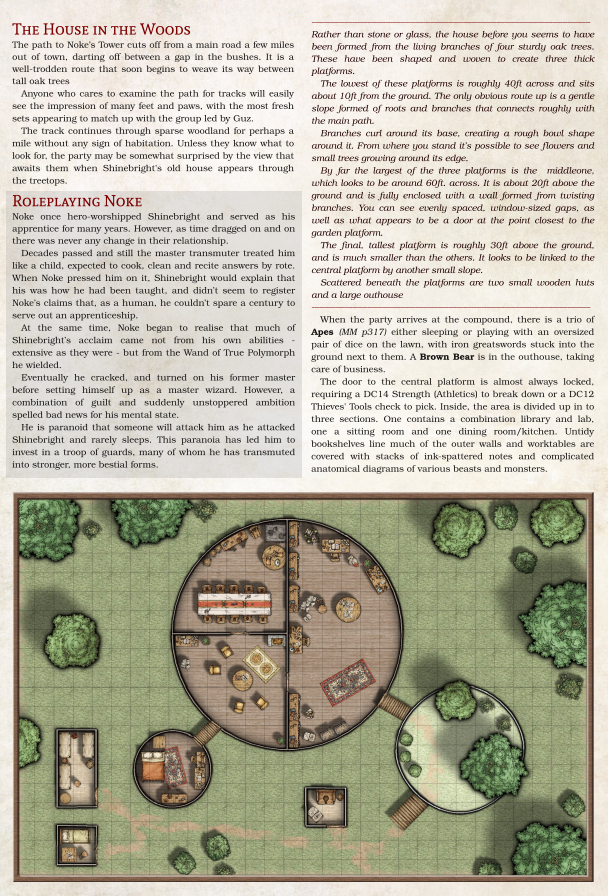 The House in the Woods
The path to Noke's Tower cuts off from a main road a few miles
out of town, darting off between a gap in the bushes. It is a
well-trodden route that soon begins to weave its way between
tall oak trees
Anyone who cares to examine the path for tracks will easily
see the impression of many feet and paws, with the most fresh
sets appearing to match up with the group led by Guz.
The track continues through sparse woodland for perhaps a
mile without any sign of habitation. Unless they know what to
look for, the party may be somewhat surprised by the view that
awaits them when Shinebright's old house appears through
the treetops.
Roleplaying Noke
Noke once hero-worshipped Shinebright and served as his
apprentice for many years. However, as time dragged on and on
there was never any change in their relationship.
Decades passed and still the master transmuter treated him
like a child, expected to cook, clean and recite answers by rote.
When Noke pressed him on it, Shinebright would explain that
his was how he had been taught, and didn't seem to register
Noke's claims that, as a human, he couldn't spare a century to
serve out an apprenticeship.
At the same time, Noke began to realise that much of
Shinebright's acclaim came not from his own abilities -
extensive as they were - but from the Wand of True Polymorph
he wielded.
Eventually he cracked, and turned on his former master
before setting himself up as a master wizard. However, a
combination of guilt and suddenly unstoppered ambition
spelled bad news for his mental state.
He is paranoid that someone will attack him as he attacked
Shinebright and rarely sleeps. This paranoia has led him to
invest in a troop of guards, many of whom he has transmuted
into stronger, more bestial forms.
Rather than stone or glass, the house before you seems to have
been formed from the living branches of four sturdy oak trees.
These have been shaped and woven to create three thick
platforms.
The lowest of these platforms is roughly 40ft across and sits
about 10ft from the ground. The only obvious route up is a gentle
slope formed of roots and branches that connects roughly with
the main path.
Branches curl around its base, creating a rough bowl shape
around it. From where you stand it's possible to see flowers and
small trees growing around its edge.
By far the largest of the three platforms is the middleone,
which looks to be around 60ft. across. It is about 20ft above the
ground and is fully enclosed with a wall formed from twisting
branches. You can see evenly spaced, window-sized gaps, as
well as what appears to be a door at the point closest to the
garden platform.
The final, tallest platform is roughly 30ft above the ground,
and is much smaller than the others. It looks to be linked to the
central platform by another small slope.
Scattered beneath the platforms are two small wooden huts
and a large outhouse
When the party arrives at the compound, there is a trio of
Apes (MM p317) either sleeping or playing with an oversized
pair of dice on the lawn, with iron greatswords stuck into the
ground next to them. A Brown Bear is in the outhouse, taking
care of business.
The door to the central platform is almost always locked,
requiring a DC14 Strength (Athletics) to break down or a DC12
Thieves' Tools check to pick. Inside, the area is divided up in to
three sections. One contains a combination library and lab,
one a sitting room and one dining room/kitchen. Untidy
bookshelves line much of the outer walls and worktables are
covered with stacks of ink-spattered notes and complicated
anatomical diagrams of various beasts and monsters.